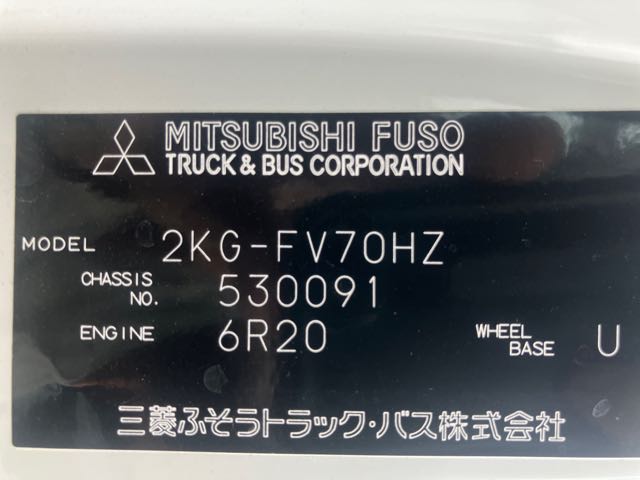 MITSUBISHI FUSO
TRUCK & BUS CORPORATION
MODEL 2KG-FV70HZ
CHASSIS NO. 530091
ENGINE 6R20 WHEEL BASE U
三菱ふそうトラック・バス株式会社